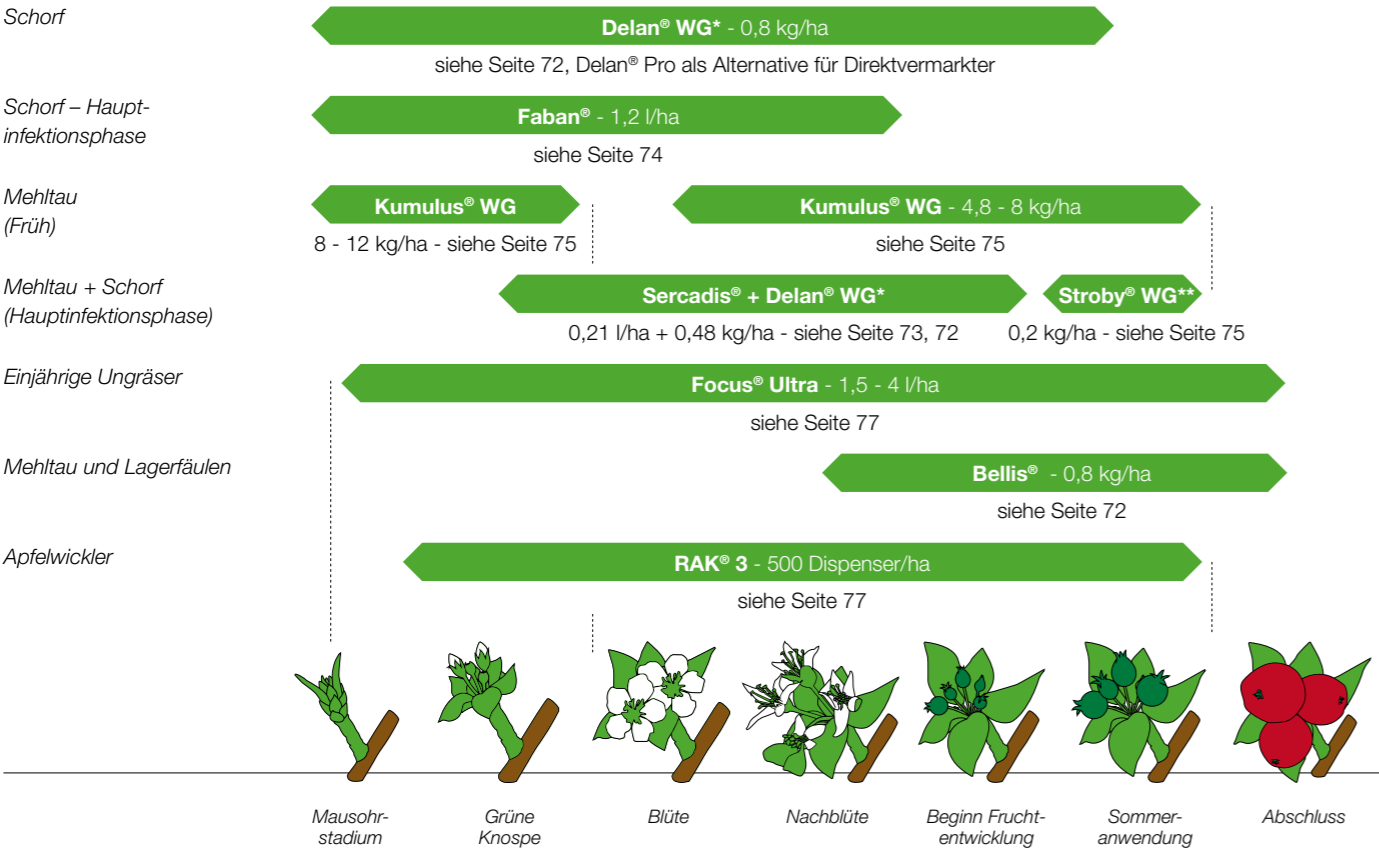 Schorf
Delan® WG* - 0,8 kg/ha
siehe Seite 72, Delan® Pro als Alternative für Direktvermarkter
Schorf – Haupt-
infektionsphase
Faban® - 1,2 l/ha
siehe Seite 74
Mehltau
(Früh)
Kumulus® WG
8 - 12 kg/ha - siehe Seite 75
Kumulus® WG - 4,8 - 8 kg/ha
siehe Seite 75
Mehltau + Schorf
(Hauptinfektionsphase)
Sercadis® + Delan® WG*
0,21 l/ha + 0,48 kg/ha - siehe Seite 73, 72
Stroby® WG**
0,2 kg/ha - siehe Seite 75
Einjährige Ungräser
Focus® Ultra - 1,5 - 4 l/ha
siehe Seite 77
Mehltau und Lagerfäulen
Bellis® - 0,8 kg/ha
siehe Seite 72
Apfelwickler
RAK® 3 - 500 Dispenser/ha
siehe Seite 77
Mausohr-
stadium
Grüne
Knospe
Blüte
Nachblüte
Beginn Frucht-
entwicklung
Sommer-
anwendung
Abschluss